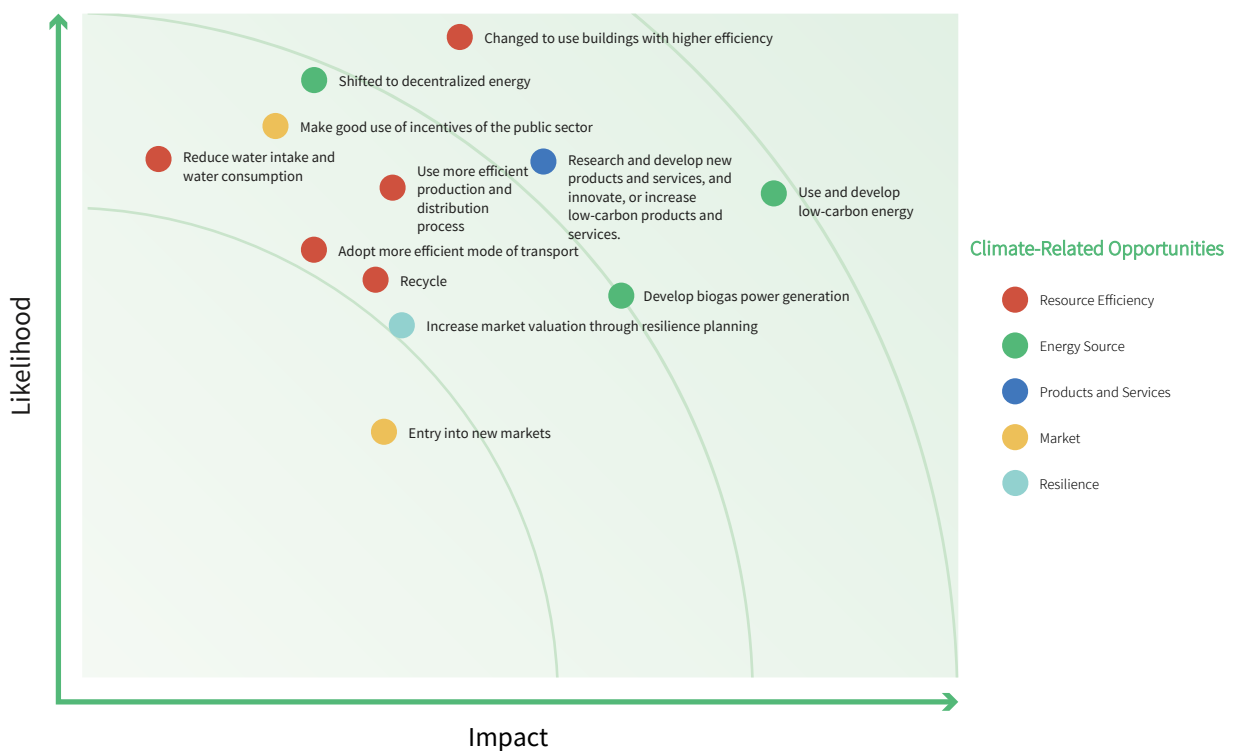 Changed to use buildings with higher efficiency
Shifted to decentralized energy
Make good use of incentives of the public sector
Reduce water intake and
water consumption
Use more efficient
production and
distribution
process
Research and develop new
products and services, and
innovate, or increase
low-carbon products and
services.
Use and develop
low-carbon energy
Adopt more efficient mode of transport
Recycle
Develop biogas power generation
Increase market valuation through resilience planning
Entry into new markets
Likelihood
Impact
Climate-Related Opportunities
Resource Efficiency
Energy Source
Products and Services
Market
Resilience